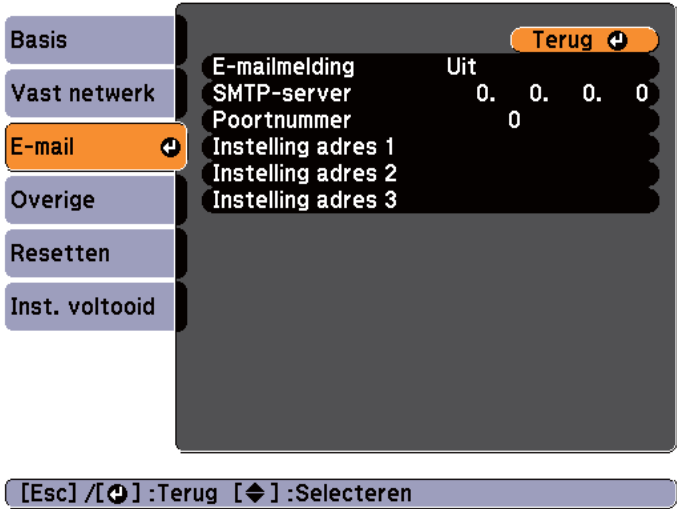 Basis
Vast netwerk
E-mail
Overige
Resetten
Inst. voltooid
Terug
E-mailmelding Uit
SMTP-server 0. 0. 0. 0
Poortnummer 0
Instelling adres 1
Instelling adres 2
Instelling adres 3
[Esc] /[⏎] :Terug [◆] :Selecteren